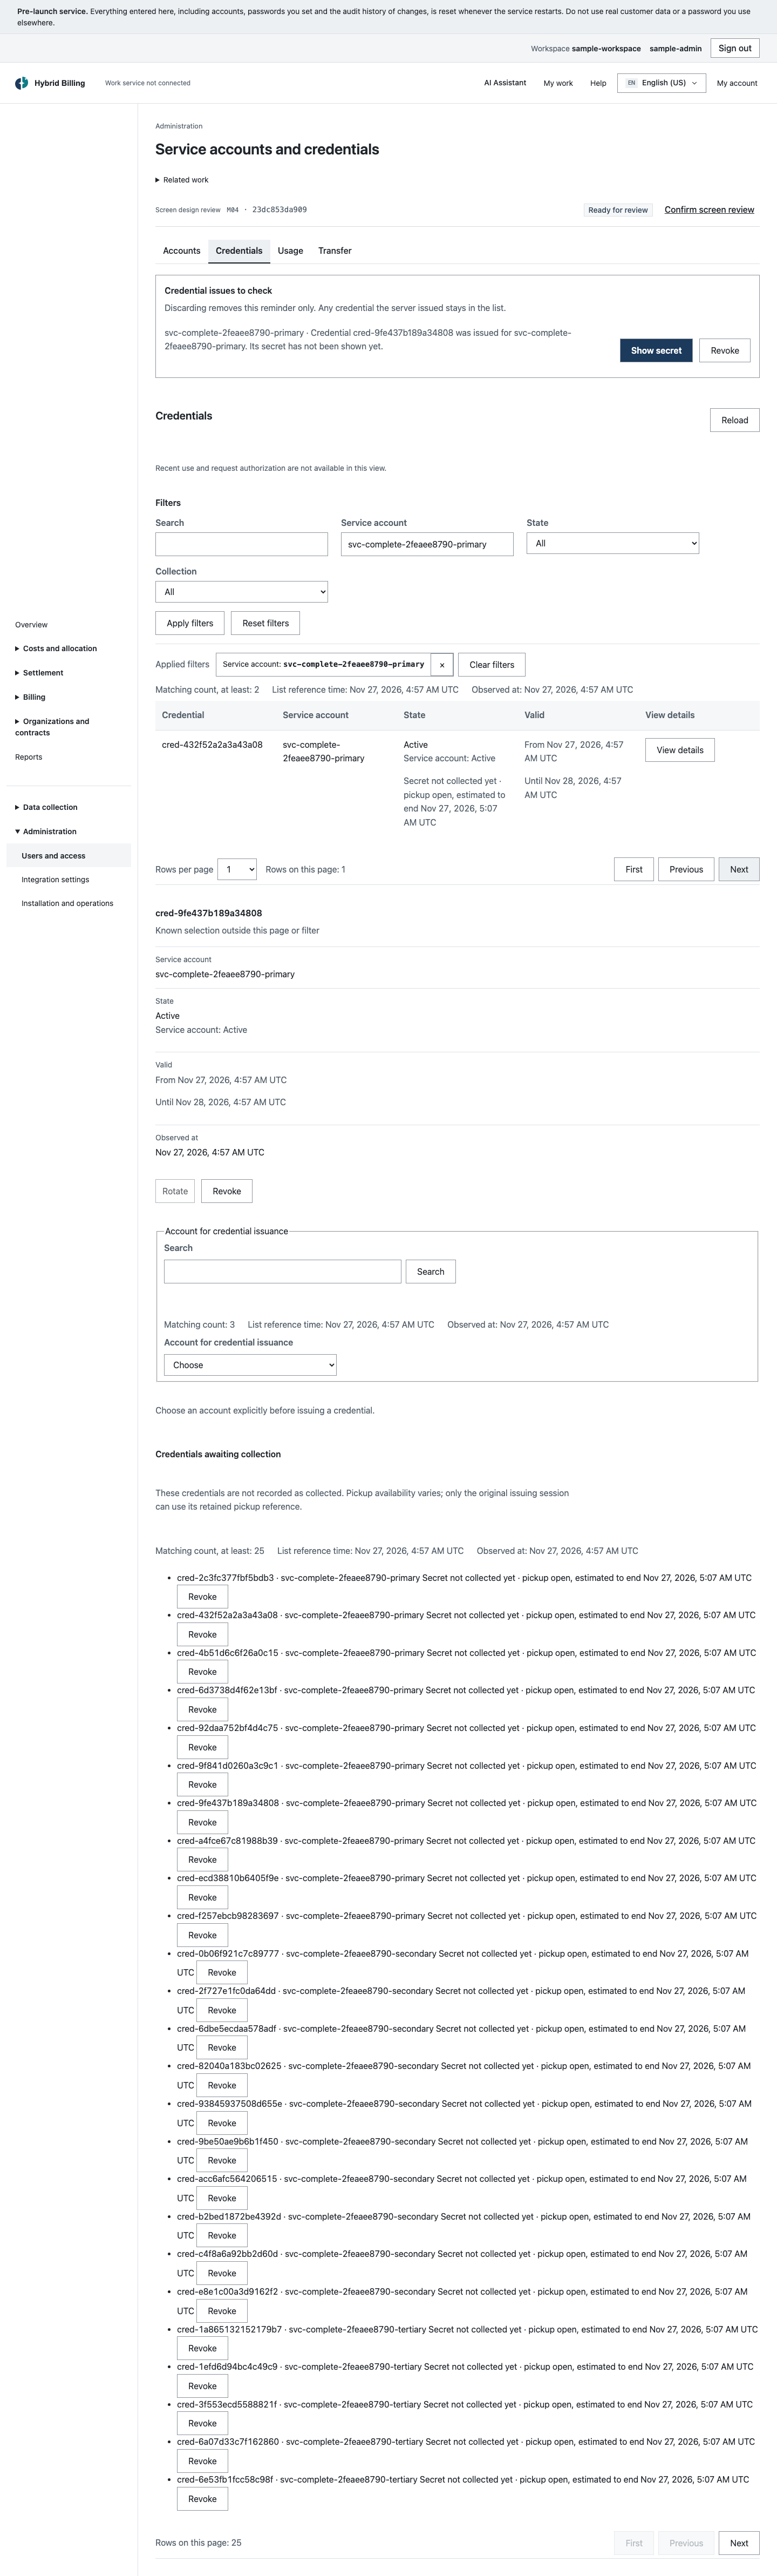 Pre-launch service. Everything entered here, including accounts, passwords you set and the audit history of changes, is reset whenever the service restarts. Do not use real customer data or a password you use
elsewhere.
Workspace sample-workspace sample-admin Sign out
Hybrid Billing Work service not connected AI Assistant My work Help EN English (US) My account
Overview
Costs and allocation
Settlement
Billing
Organizations and
contracts
Reports
Data collection
Administration
Users and access
Integration settings
Installation and operations
Administration
Service accounts and credentials
Related work
Screen design review M04 · 23dc853da909 Ready for review Confirm screen review
Accounts Credentials Usage Transfer
Credential issues to check
Discarding removes this reminder only. Any credential the server issued stays in the list.
svc-complete-2feaee8790-primary · Credential cred-9fe437b189a34808 was issued for svc-complete-
2feaee8790-primary. Its secret has not been shown yet.
Show secret Revoke
Credentials
Reload
Recent use and request authorization are not available in this view.
Filters
Search Service account State
svc-complete-2feaee8790-primary All
Collection
All
Apply filters Reset filters
Applied filters Service account: svc-complete-2feaee8790-primary × Clear filters
Matching count, at least: 2 List reference time: Nov 27, 2026, 4:57 AM UTC Observed at: Nov 27, 2026, 4:57 AM UTC
Credential Service account State Valid View details
cred-432f52a2a3a43a08 svc-complete-
2feaee8790-primary
Active
Service account: Active
Secret not collected yet ·
pickup open, estimated to
end Nov 27, 2026, 5:07
AM UTC
From Nov 27, 2026, 4:57
AM UTC
Until Nov 28, 2026, 4:57
AM UTC
View details
Rows per page 1 Rows on this page: 1 First Previous Next
cred-9fe437b189a34808
Known selection outside this page or filter
Service account
svc-complete-2feaee8790-primary
State
Active
Service account: Active
Valid
From Nov 27, 2026, 4:57 AM UTC
Until Nov 28, 2026, 4:57 AM UTC
Observed at
Nov 27, 2026, 4:57 AM UTC
Rotate Revoke
Account for credential issuance
Search
Search
Matching count: 3 List reference time: Nov 27, 2026, 4:57 AM UTC Observed at: Nov 27, 2026, 4:57 AM UTC
Account for credential issuance
Choose
Choose an account explicitly before issuing a credential.
Credentials awaiting collection
These credentials are not recorded as collected. Pickup availability varies; only the original issuing session
can use its retained pickup reference.
Matching count, at least: 25 List reference time: Nov 27, 2026, 4:57 AM UTC Observed at: Nov 27, 2026, 4:57 AM UTC
cred-2c3fc377fbf5bdb3 · svc-complete-2feaee8790-primary Secret not collected yet · pickup open, estimated to end Nov 27, 2026, 5:07 AM UTC
Revoke
cred-432f52a2a3a43a08 · svc-complete-2feaee8790-primary Secret not collected yet · pickup open, estimated to end Nov 27, 2026, 5:07 AM UTC
Revoke
cred-4b51d6c6f26a0c15 · svc-complete-2feaee8790-primary Secret not collected yet · pickup open, estimated to end Nov 27, 2026, 5:07 AM UTC
Revoke
cred-6d3738d4f62e13bf · svc-complete-2feaee8790-primary Secret not collected yet · pickup open, estimated to end Nov 27, 2026, 5:07 AM UTC
Revoke
cred-92daa752bf4d4c75 · svc-complete-2feaee8790-primary Secret not collected yet · pickup open, estimated to end Nov 27, 2026, 5:07 AM UTC
Revoke
cred-9f841d0260a3c9c1 · svc-complete-2feaee8790-primary Secret not collected yet · pickup open, estimated to end Nov 27, 2026, 5:07 AM UTC
Revoke
cred-9fe437b189a34808 · svc-complete-2feaee8790-primary Secret not collected yet · pickup open, estimated to end Nov 27, 2026, 5:07 AM UTC
Revoke
cred-a4fce67c81988b39 · svc-complete-2feaee8790-primary Secret not collected yet · pickup open, estimated to end Nov 27, 2026, 5:07 AM UTC
Revoke
cred-ecd38810b6405f9e · svc-complete-2feaee8790-primary Secret not collected yet · pickup open, estimated to end Nov 27, 2026, 5:07 AM UTC
Revoke
cred-f257ebcb98283697 · svc-complete-2feaee8790-primary Secret not collected yet · pickup open, estimated to end Nov 27, 2026, 5:07 AM UTC
Revoke
cred-0b06f921c7c89777 · svc-complete-2feaee8790-secondary Secret not collected yet · pickup open, estimated to end Nov 27, 2026, 5:07 AM
UTC Revoke
cred-2f727e1fc0da64dd · svc-complete-2feaee8790-secondary Secret not collected yet · pickup open, estimated to end Nov 27, 2026, 5:07 AM
UTC Revoke
cred-6dbe5ecdaa578adf · svc-complete-2feaee8790-secondary Secret not collected yet · pickup open, estimated to end Nov 27, 2026, 5:07 AM
UTC Revoke
cred-82040a183bc02625 · svc-complete-2feaee8790-secondary Secret not collected yet · pickup open, estimated to end Nov 27, 2026, 5:07 AM
UTC Revoke
cred-93845937508d655e · svc-complete-2feaee8790-secondary Secret not collected yet · pickup open, estimated to end Nov 27, 2026, 5:07 AM
UTC Revoke
cred-9be50ae9b6b1f450 · svc-complete-2feaee8790-secondary Secret not collected yet · pickup open, estimated to end Nov 27, 2026, 5:07 AM
UTC Revoke
cred-acc6afc564206515 · svc-complete-2feaee8790-secondary Secret not collected yet · pickup open, estimated to end Nov 27, 2026, 5:07 AM
UTC Revoke
cred-b2bed1872be4392d · svc-complete-2feaee8790-secondary Secret not collected yet · pickup open, estimated to end Nov 27, 2026, 5:07 AM
UTC Revoke
cred-c4f8a6a92bb2d60d · svc-complete-2feaee8790-secondary Secret not collected yet · pickup open, estimated to end Nov 27, 2026, 5:07 AM
UTC Revoke
cred-e8e1c00a3d9162f2 · svc-complete-2feaee8790-secondary Secret not collected yet · pickup open, estimated to end Nov 27, 2026, 5:07 AM
UTC Revoke
cred-1a865132152179b7 · svc-complete-2feaee8790-tertiary Secret not collected yet · pickup open, estimated to end Nov 27, 2026, 5:07 AM UTC
Revoke
cred-1efd6d94bc4c49c9 · svc-complete-2feaee8790-tertiary Secret not collected yet · pickup open, estimated to end Nov 27, 2026, 5:07 AM UTC
Revoke
cred-3f553ecd5588821f · svc-complete-2feaee8790-tertiary Secret not collected yet · pickup open, estimated to end Nov 27, 2026, 5:07 AM UTC
Revoke
cred-6a07d33c7f162860 · svc-complete-2feaee8790-tertiary Secret not collected yet · pickup open, estimated to end Nov 27, 2026, 5:07 AM UTC
Revoke
cred-6e53fb1fcc58c98f · svc-complete-2feaee8790-tertiary Secret not collected yet · pickup open, estimated to end Nov 27, 2026, 5:07 AM UTC
Revoke
Rows on this page: 25 First Previous Next